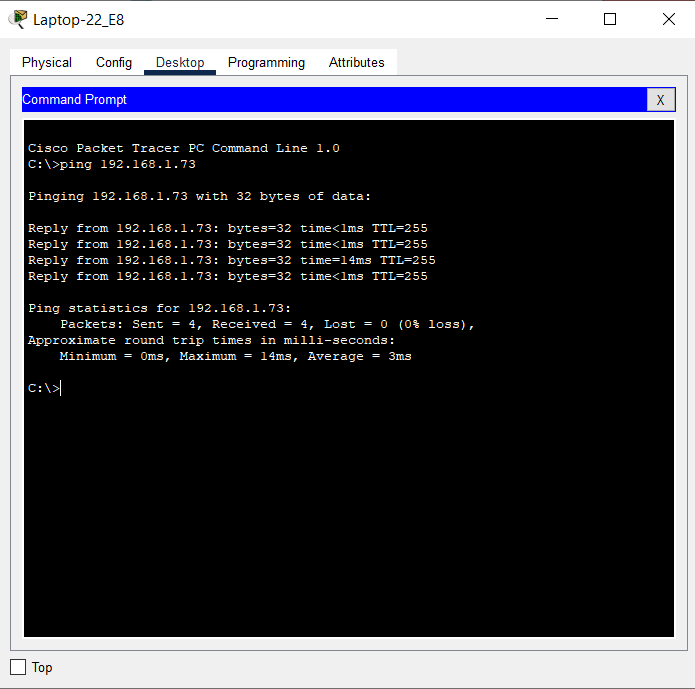 Laptop-22_E8
Physical Config Desktop Programming Attributes
Command Prompt X
Cisco Packet Tracer PC Command Line 1.0
C:\>ping 192.168.1.73
Pinging 192.168.1.73 with 32 bytes of data:
Reply from 192.168.1.73: bytes=32 time<1ms TTL=255
Reply from 192.168.1.73: bytes=32 time<1ms TTL=255
Reply from 192.168.1.73: bytes=32 time=14ms TTL=255
Reply from 192.168.1.73: bytes=32 time<1ms TTL=255
Ping statistics for 192.168.1.73:
Packets: Sent = 4, Received = 4, Lost = 0 (0% loss),
Approximate round trip times in milli-seconds:
Minimum = 0ms, Maximum = 14ms, Average = 3ms
C:\>
Top